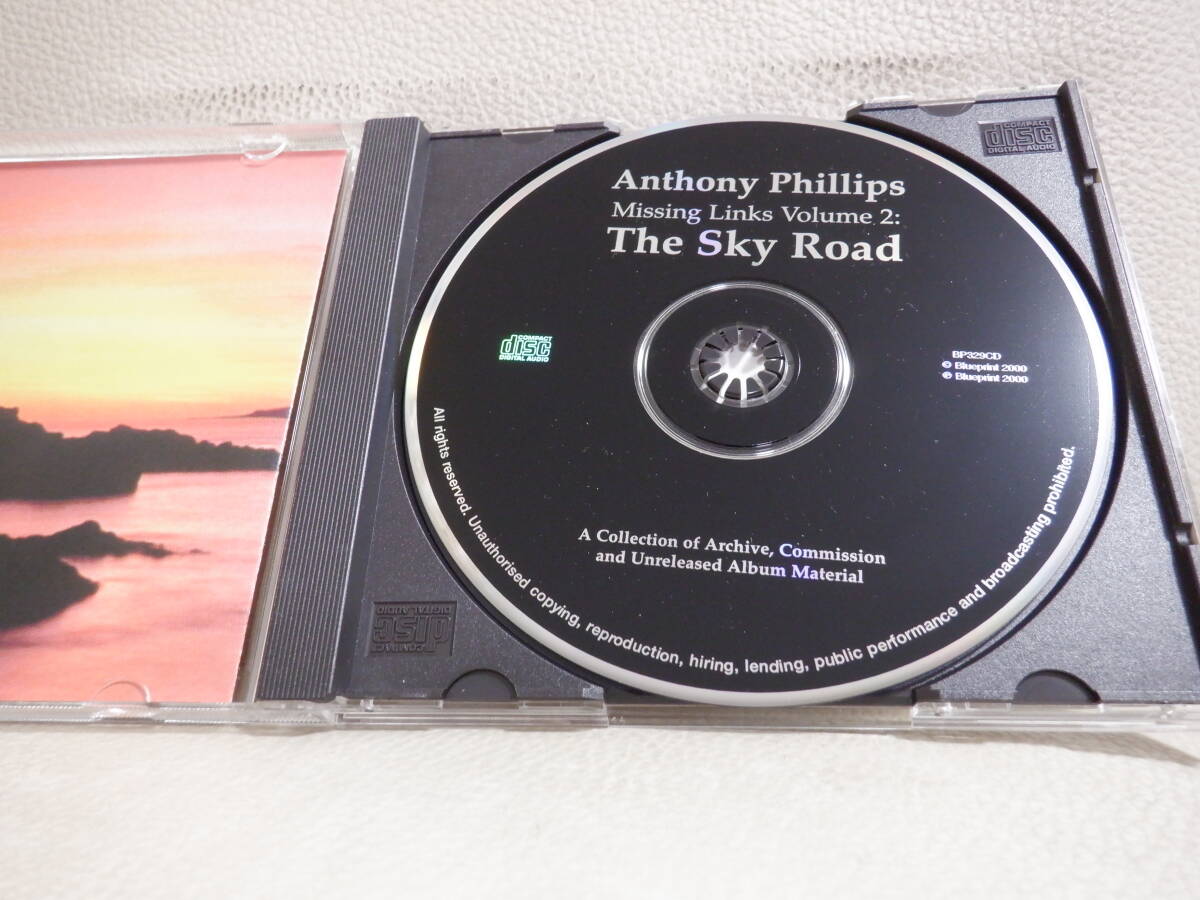 Anthony Phillips
Missing Links Volume 2:
The Sky Road
COMPACT
disc
DIGITAL AUDIO
BP329CD
© Blueprint 2000
℗ Blueprint 2000
A Collection of Archive, Commission
and Unreleased Album Material
All rights reserved. Unauthorised copying, reproduction, hiring, lending, public performance and broadcasting prohibited.
COMPACT
disc
DIGITAL AUDIO
COMPACT
disc
DIGITAL AUDIO